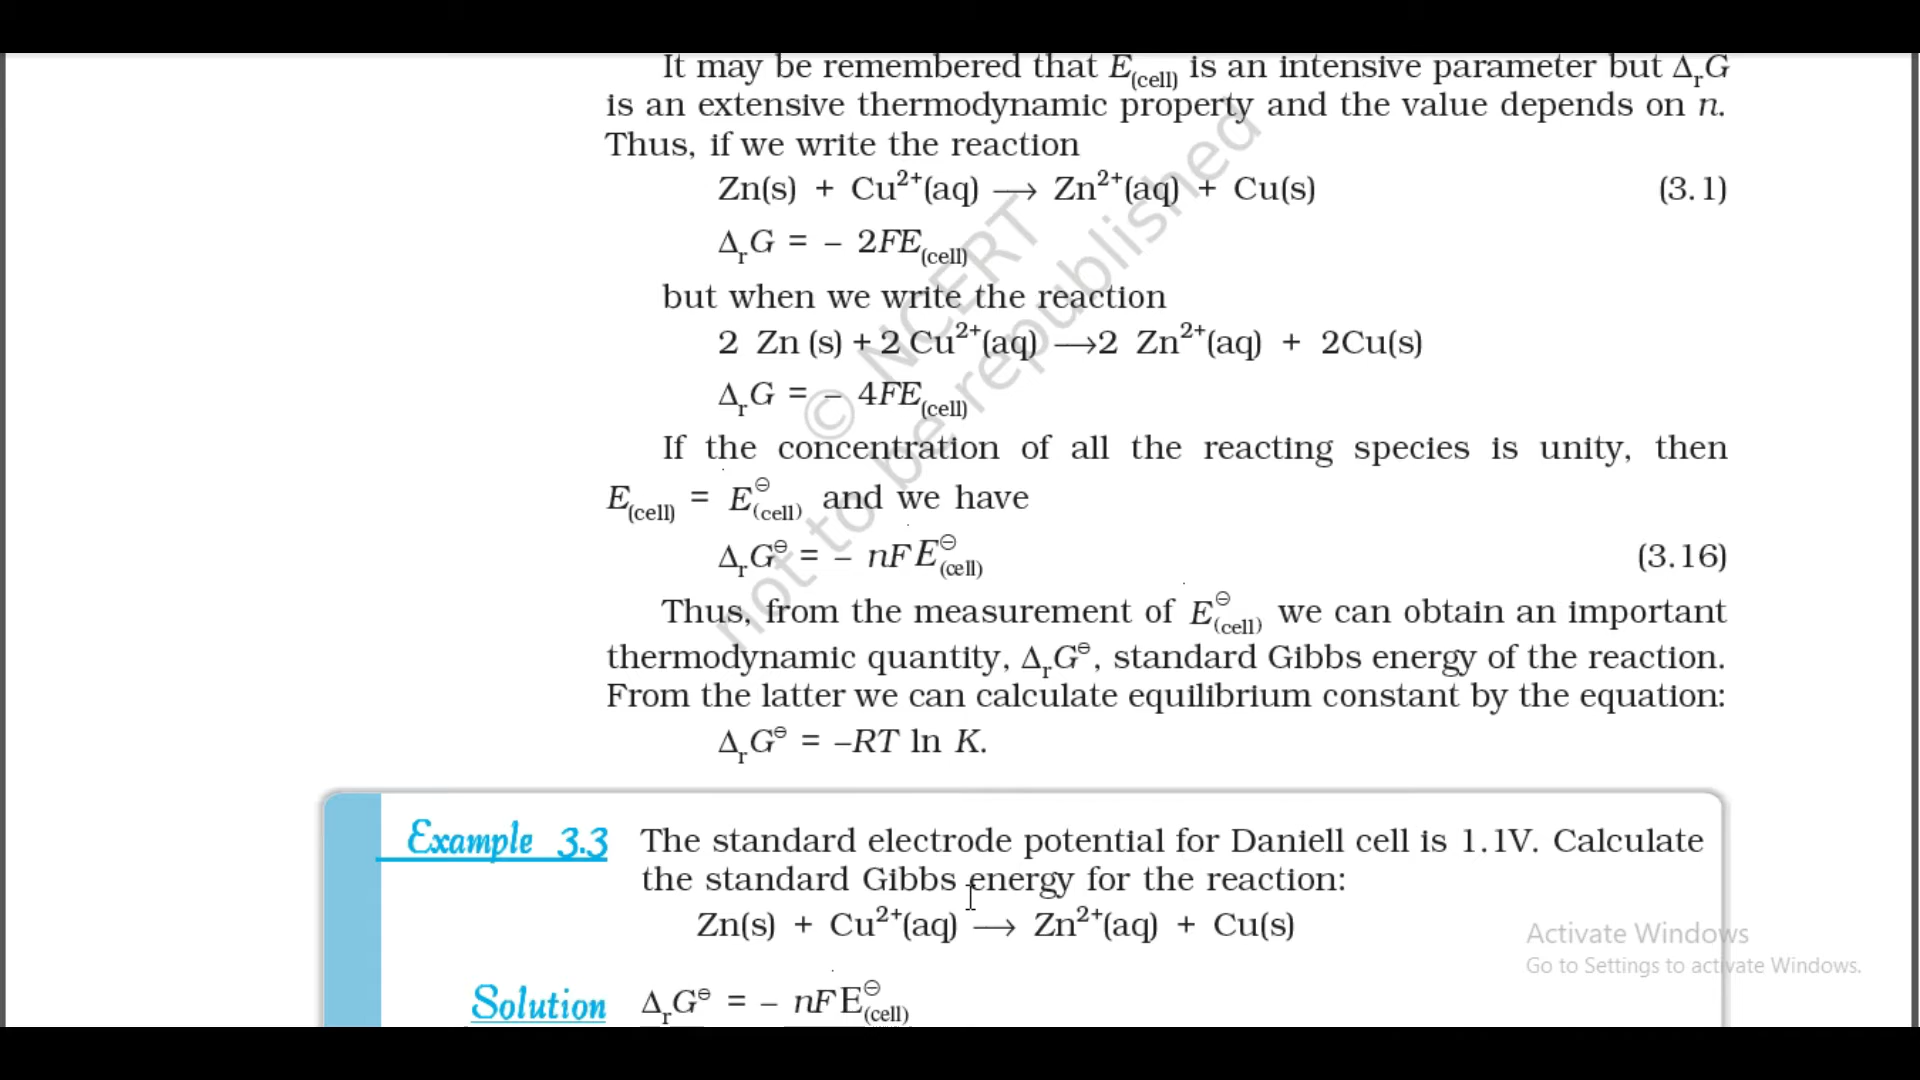 It may be remembered that E(cell) is an intensive parameter but ΔrG
is an extensive thermodynamic property and the value depends on n.
Thus, if we write the reaction
Zn(s) + Cu²⁺(aq) ⟶ Zn²⁺(aq) + Cu(s) (3.1)
ΔrG = – 2FE(cell)
but when we write the reaction
2 Zn (s) + 2 Cu²⁺(aq) ⟶2 Zn²⁺(aq) + 2Cu(s)
ΔrG = – 4FE(cell)
If the concentration of all the reacting species is unity, then
E(cell) = E⊖(cell) and we have
ΔrG⊖ = – nFE⊖(cell) (3.16)
Thus, from the measurement of E⊖(cell) we can obtain an important
thermodynamic quantity, ΔrG⊖, standard Gibbs energy of the reaction.
From the latter we can calculate equilibrium constant by the equation:
ΔrG⊖ = –RT ln K.
Example 3.3 The standard electrode potential for Daniell cell is 1.1V. Calculate
the standard Gibbs energy for the reaction:
Zn(s) + Cu²⁺(aq) ⟶ Zn²⁺(aq) + Cu(s)
Solution ΔrG⊖ = – nFE⊖(cell)
© NCERT
not to be republished
Activate Windows
Go to Settings to activate Windows.